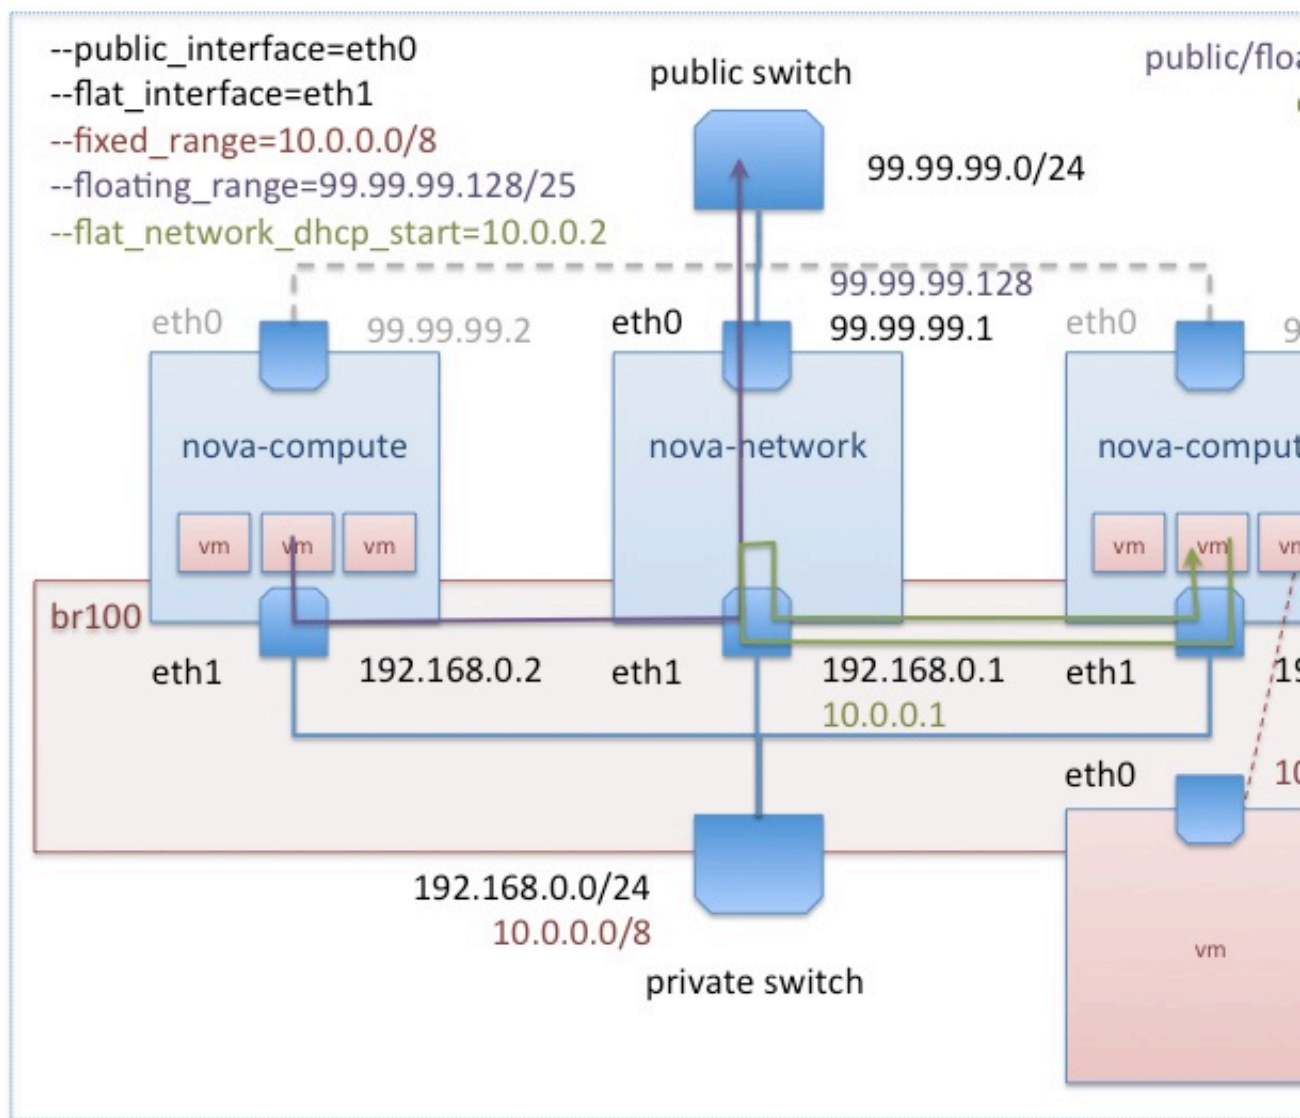 --public_interface=eth0
--flat_interface=eth1
--fixed_range=10.0.0.0/8
--floating_range=99.99.99.128/25
--flat_network_dhcp_start=10.0.0.2
public switch
99.99.99.0/24
eth0
99.99.99.2
eth0
99.99.99.128
99.99.99.1
eth0
nova-compute
nova-network
vm
vm
vm
vm
vm
br100
eth1
192.168.0.2
eth1
192.168.0.1
10.0.0.1
eth1
eth0
192.168.0.0/24
10.0.0.0/8
private switch
vm